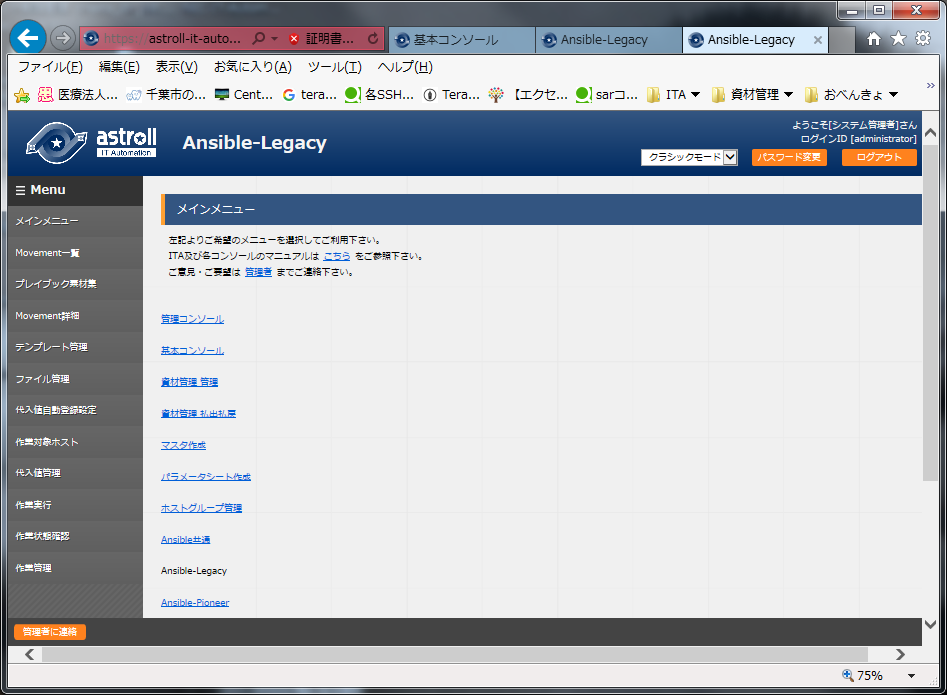 https://astroll-it-auto...
証明書...
基本コンソール
Ansible-Legacy
Ansible-Legacy
ファイル(F) 編集(E) 表示(V) お気に入り(A) ツール(T) ヘルプ(H)
医療法人... 千葉市の... Cent... tera... 各SSH... Tera... 【エクセ... sarコ... ITA 資材管理 おべんきょ
astroll
IT Automation
Ansible-Legacy
ようこそ[システム管理者]さん
ログインID [administrator]
クラシックモード パスワード変更 ログアウト
Menu
メインメニュー
Movement一覧
プレイブック素材集
Movement詳細
テンプレート管理
ファイル管理
代入値自動登録設定
作業対象ホスト
代入値管理
作業実行
作業状態確認
作業管理
メインメニュー
左記よりご希望のメニューを選択してご利用下さい。
ITA及び各コンソールのマニュアルは こちら をご参照下さい。
ご意見・ご要望は 管理者 までご連絡下さい。
管理コンソール
基本コンソール
資材管理 管理
資材管理 払出払戻
マスタ作成
パラメータシート作成
ホストグループ管理
Ansible共通
Ansible-Legacy
Ansible-Pioneer
管理者に連絡
75%